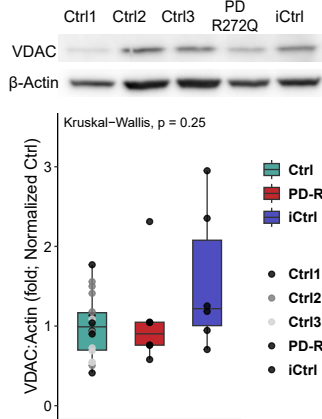 Ctrl1 Ctrl2 Ctrl3 PD R272Q iCtrl
VDAC
β-Actin
Kruskal−Wallis, p = 0.25
VDAC:Actin (fold; Normalized Ctrl)
3
2
1
0
Ctrl
PD-R
iCtrl
Ctrl1
Ctrl2
Ctrl3
PD-R
iCtrl